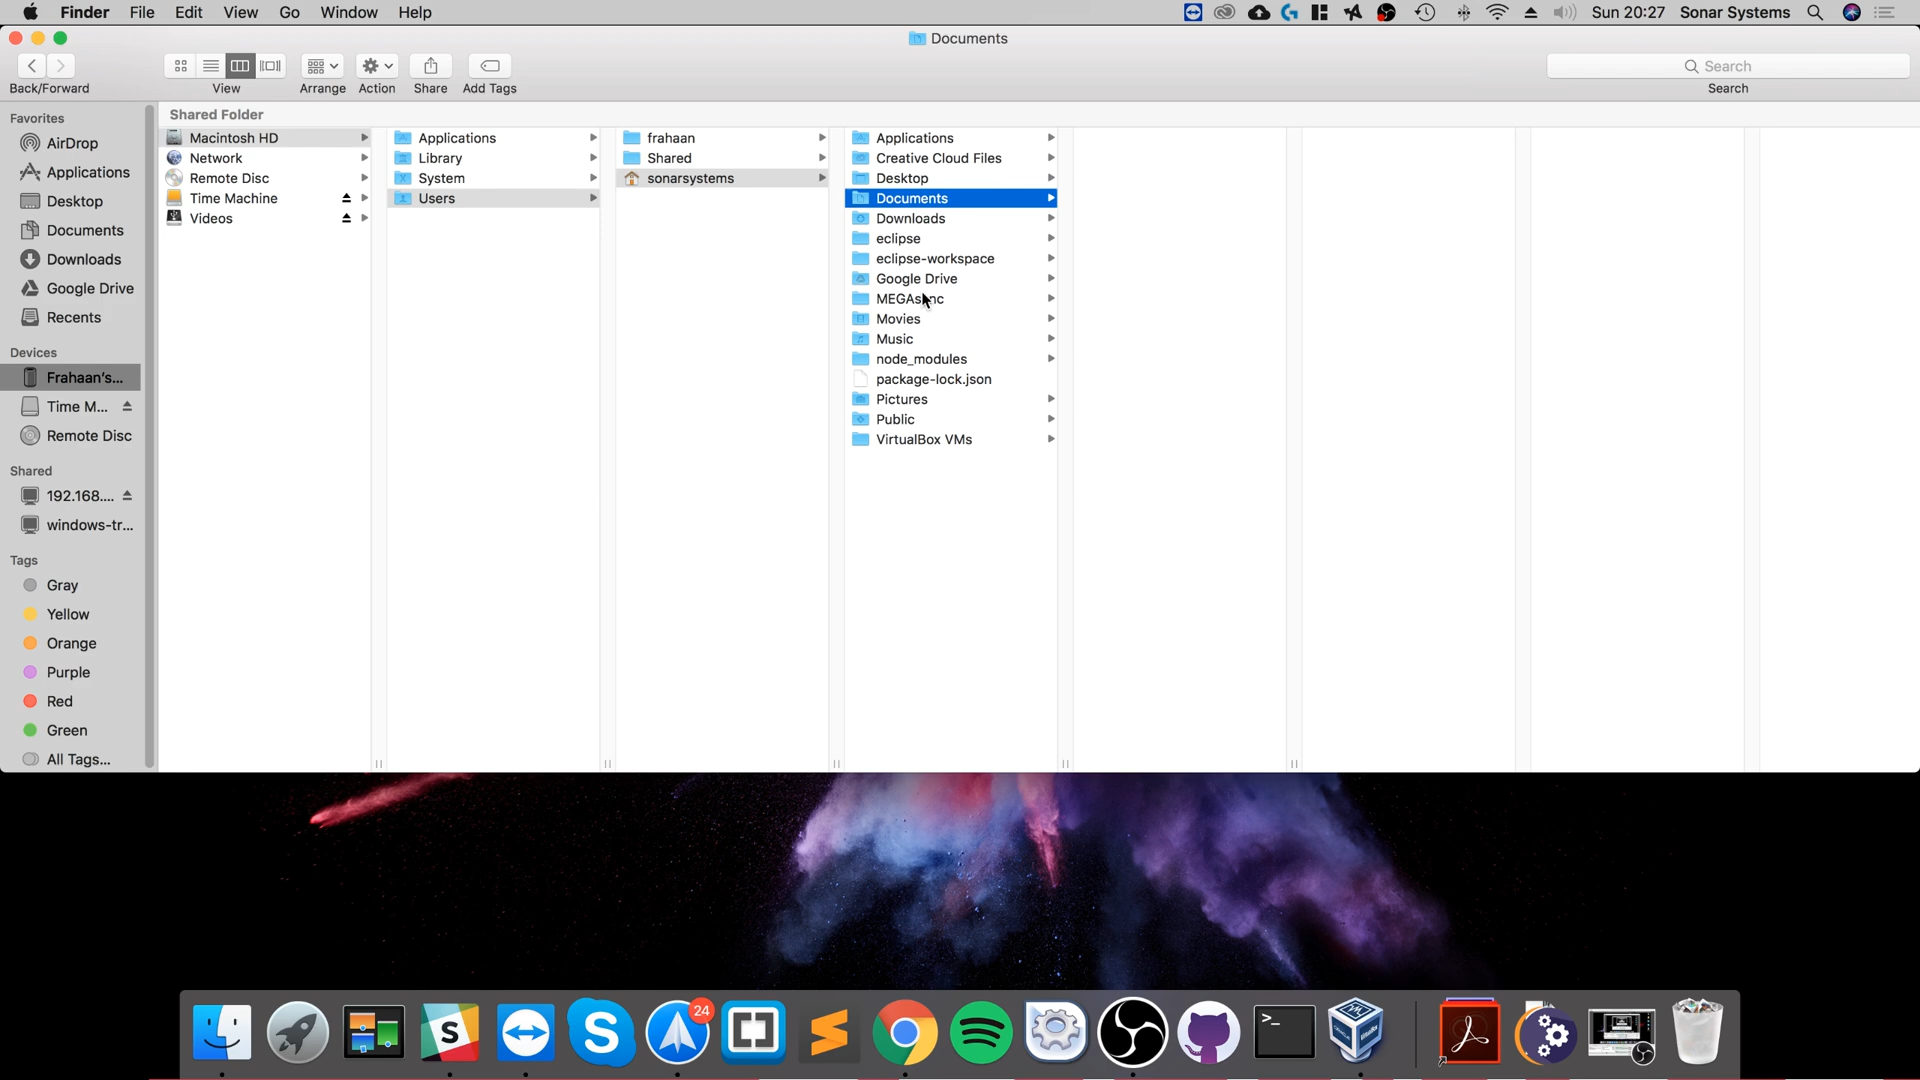 Finder File Edit View Go Window Help Sun 20:27 Sonar Systems
Documents
Back/Forward View Arrange Action Share Add Tags Search
Search
Shared Folder
Favorites
AirDrop
Applications
Desktop
Documents
Downloads
Google Drive
Recents
Devices
Frahaan's...
Time M...
Remote Disc
Shared
192.168....
windows-tr...
Tags
Gray
Yellow
Orange
Purple
Red
Green
All Tags...
Macintosh HD
Network
Remote Disc
Time Machine
Videos
Applications
Library
System
Users
frahaan
Shared
sonarsystems
Applications
Creative Cloud Files
Desktop
Documents
Downloads
eclipse
eclipse-workspace
Google Drive
MEGAsync
Movies
Music
node_modules
package-lock.json
Pictures
Public
VirtualBox VMs
24